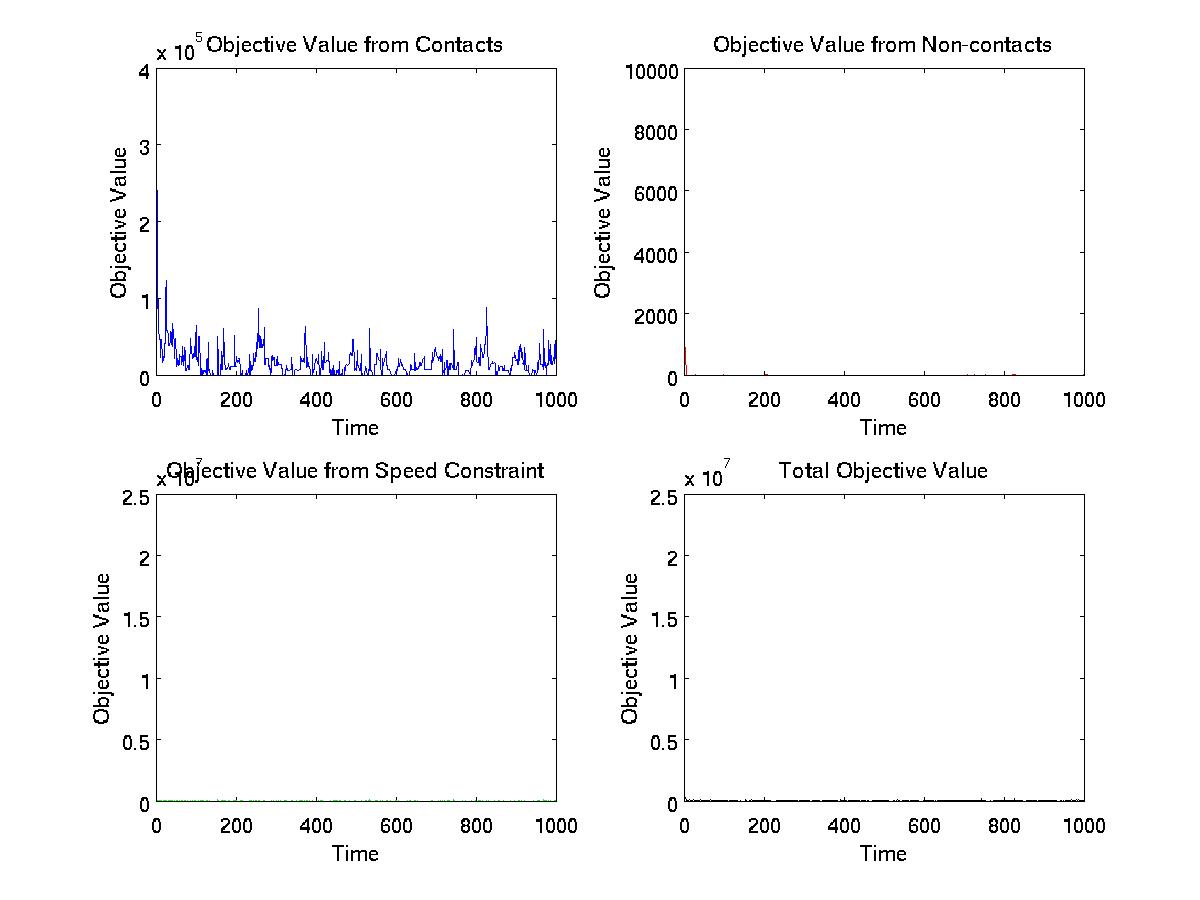 x 10^5 Objective Value from Contacts
Objective Value
4
3
2
1
0
0 200 400 600 800 1000
Time
Objective Value from Non-contacts
Objective Value
10000
8000
6000
4000
2000
0
0 200 400 600 800 1000
Time
Objective Value from Speed Constraint
x 10^7
Objective Value
2.5
2
1.5
1
0.5
0
0 200 400 600 800 1000
Time
x 10^7 Total Objective Value
Objective Value
2.5
2
1.5
1
0.5
0
0 200 400 600 800 1000
Time